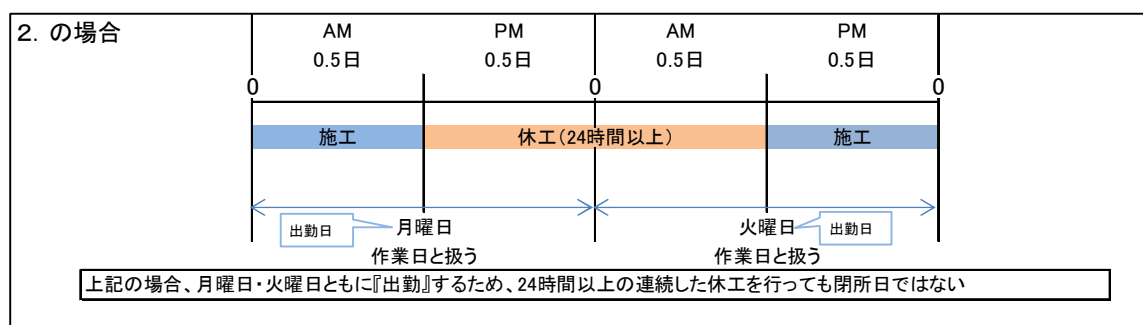 2. の場合
AM PM AM PM
0.5日 0.5日 0.5日 0.5日
0 0 0
施工 休工(24時間以上) 施工
出勤日 月曜日 火曜日 出勤日
作業日と扱う 作業日と扱う
上記の場合、月曜日・火曜日ともに『出勤』するため、24時間以上の連続した休工を行っても閉所日ではない